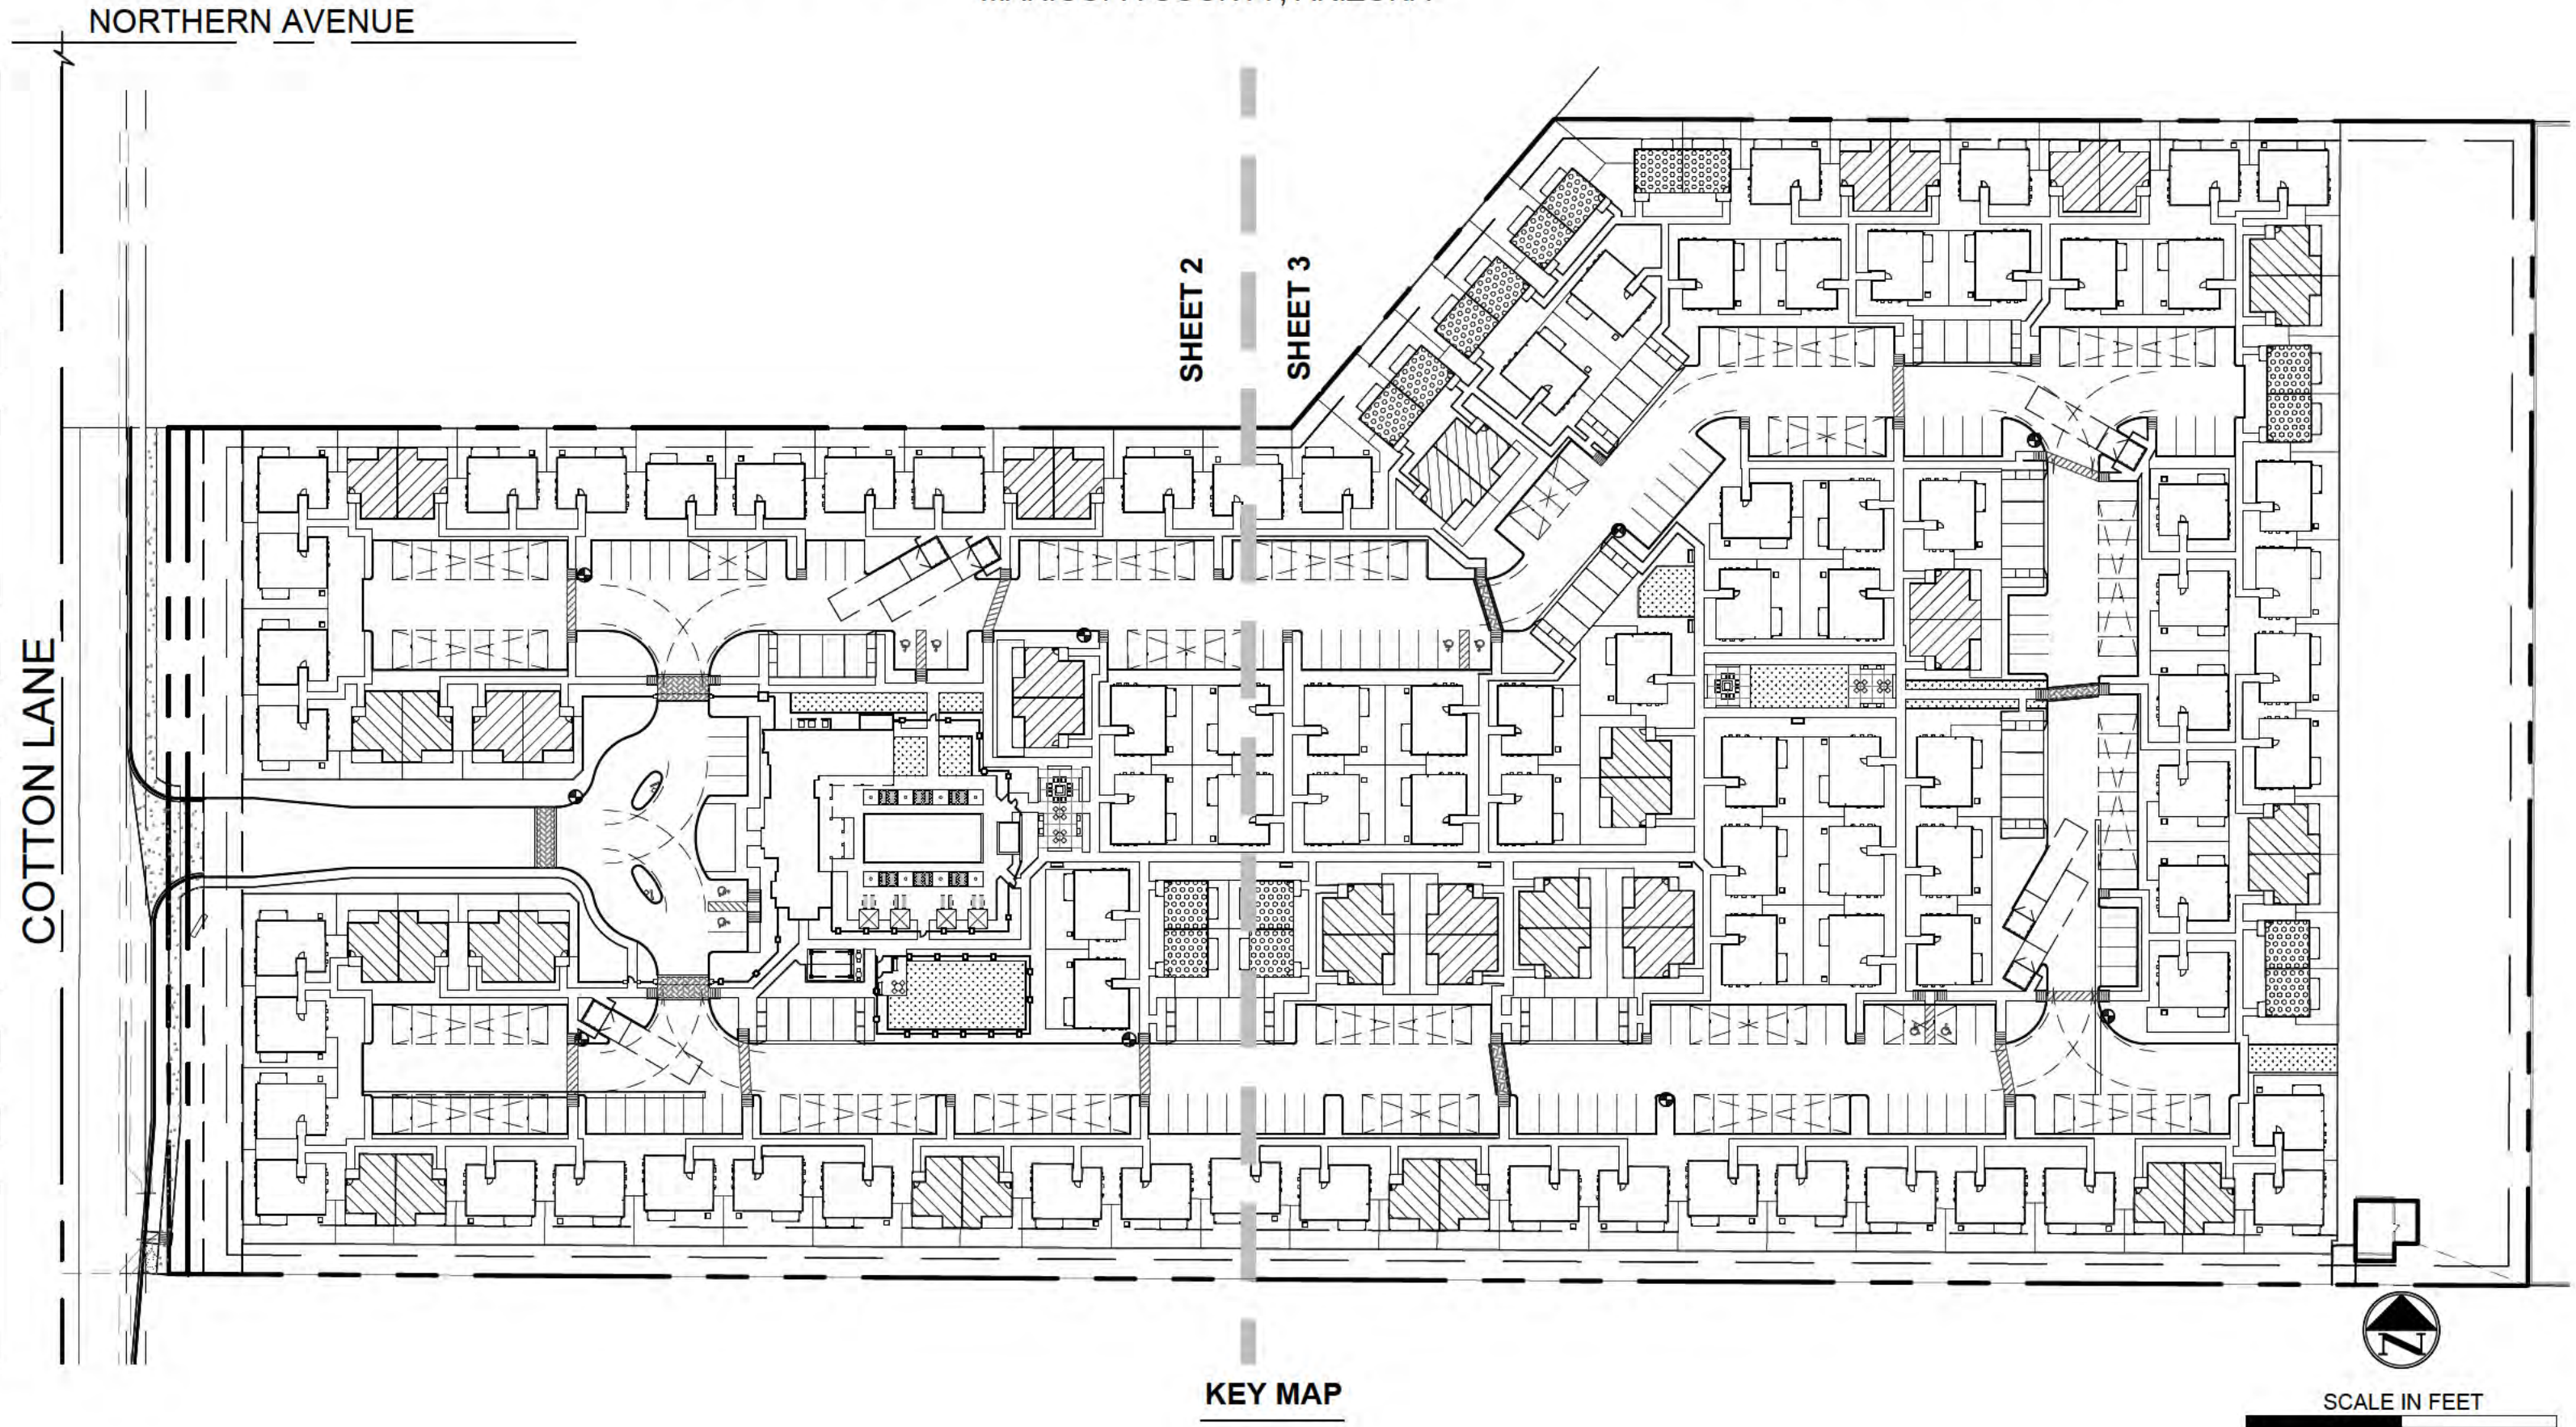 NORTHERN AVENUE
SHEET 2
SHEET 3
COTTON LANE
N
KEY MAP
SCALE IN FEET